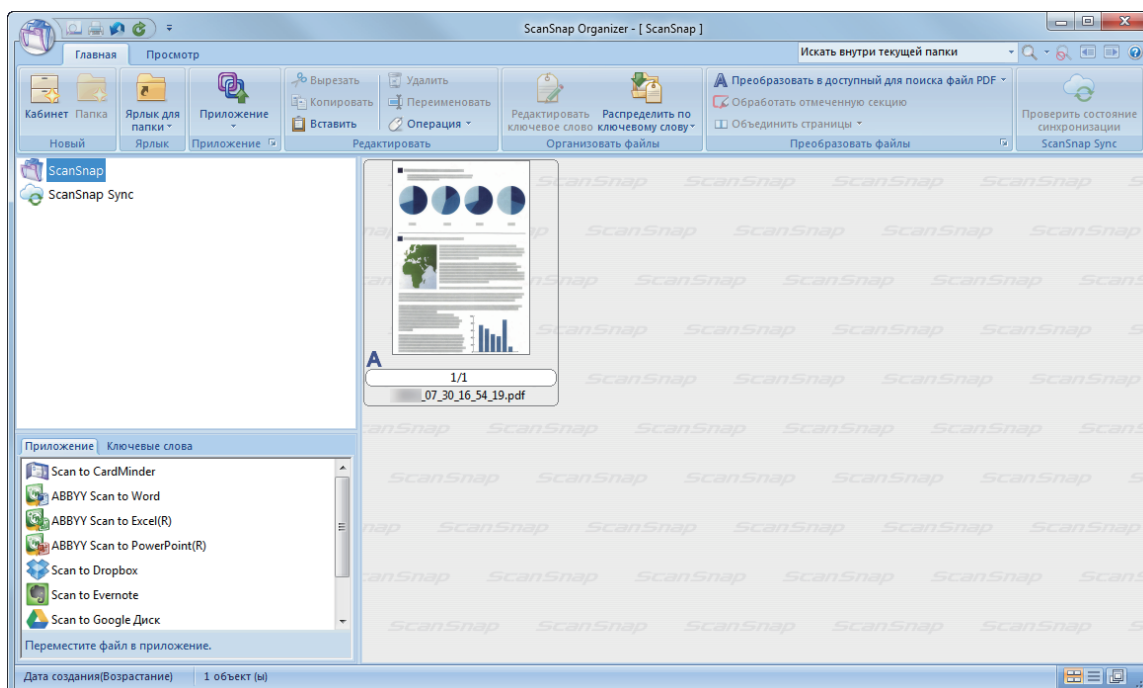 ScanSnap Organizer - [ ScanSnap ]
Главная Просмотр Искать внутри текущей папки
Кабинет Папка Ярлык для папки Приложение Вырезать Копировать Вставить Удалить Переименовать Операция Редактировать ключевое слово Распределить по ключевому слову Преобразовать в доступный для поиска файл PDF Обработать отмеченную секцию Объединить страницы Проверить состояние синхронизации
Новый Ярлык Приложение Редактировать Организовать файлы Преобразовать файлы ScanSnap Sync
ScanSnap
ScanSnap Sync
A
1/1
_07_30_16_54_19.pdf
Приложение Ключевые слова
Scan to CardMinder
ABBYY Scan to Word
ABBYY Scan to Excel(R)
ABBYY Scan to PowerPoint(R)
Scan to Dropbox
Scan to Evernote
Scan to Google Диск
Переместите файл в приложение.
Дата создания(Возрастание) 1 объект (ы)